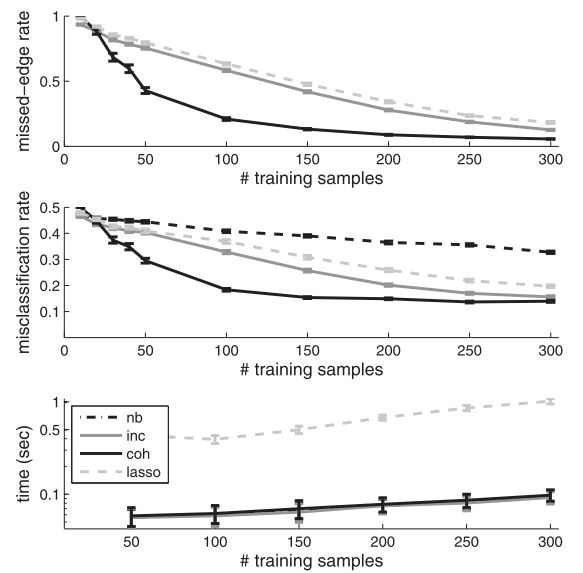 missed−edge rate
1
0.5
0
0 50 100 150 200 250 300
# training samples
misclassification rate
0.5
0.4
0.3
0.2
0.1
0 50 100 150 200 250 300
# training samples
time (sec)
1
0.5
0.1
nb
inc
coh
lasso
50 100 150 200 250 300
# training samples